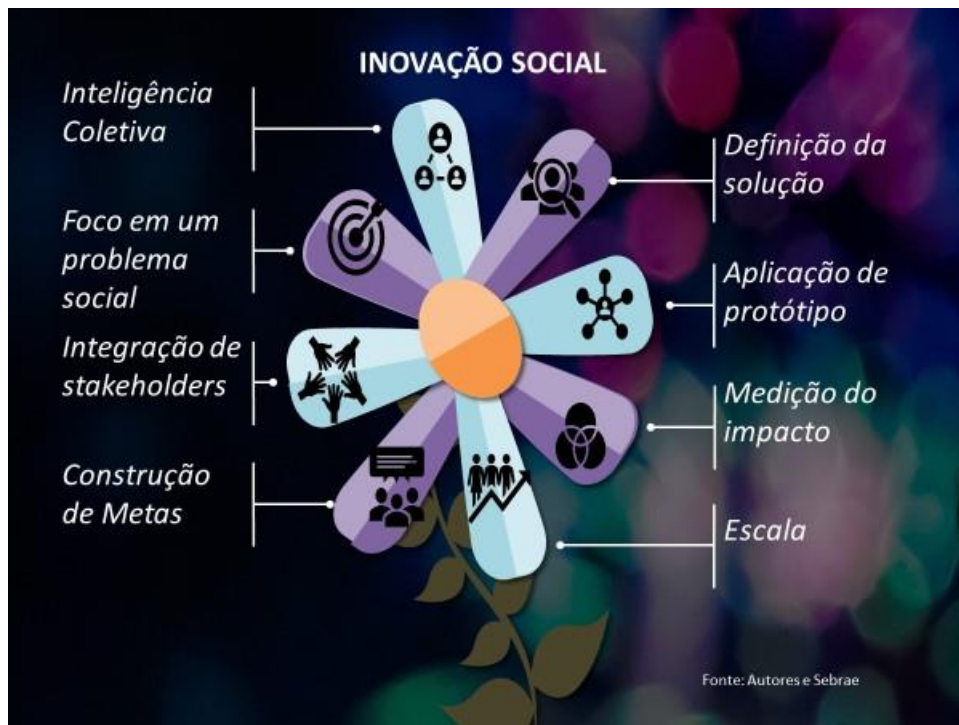 INOVAÇÃO SOCIAL
Inteligência
Coletiva
Foco em um
problema
social
Integração de
stakeholders
Construção
de Metas
Definição da
solução
Aplicação de
protótipo
Medição do
impacto
Escala
Fonte: Autores e Sebrae